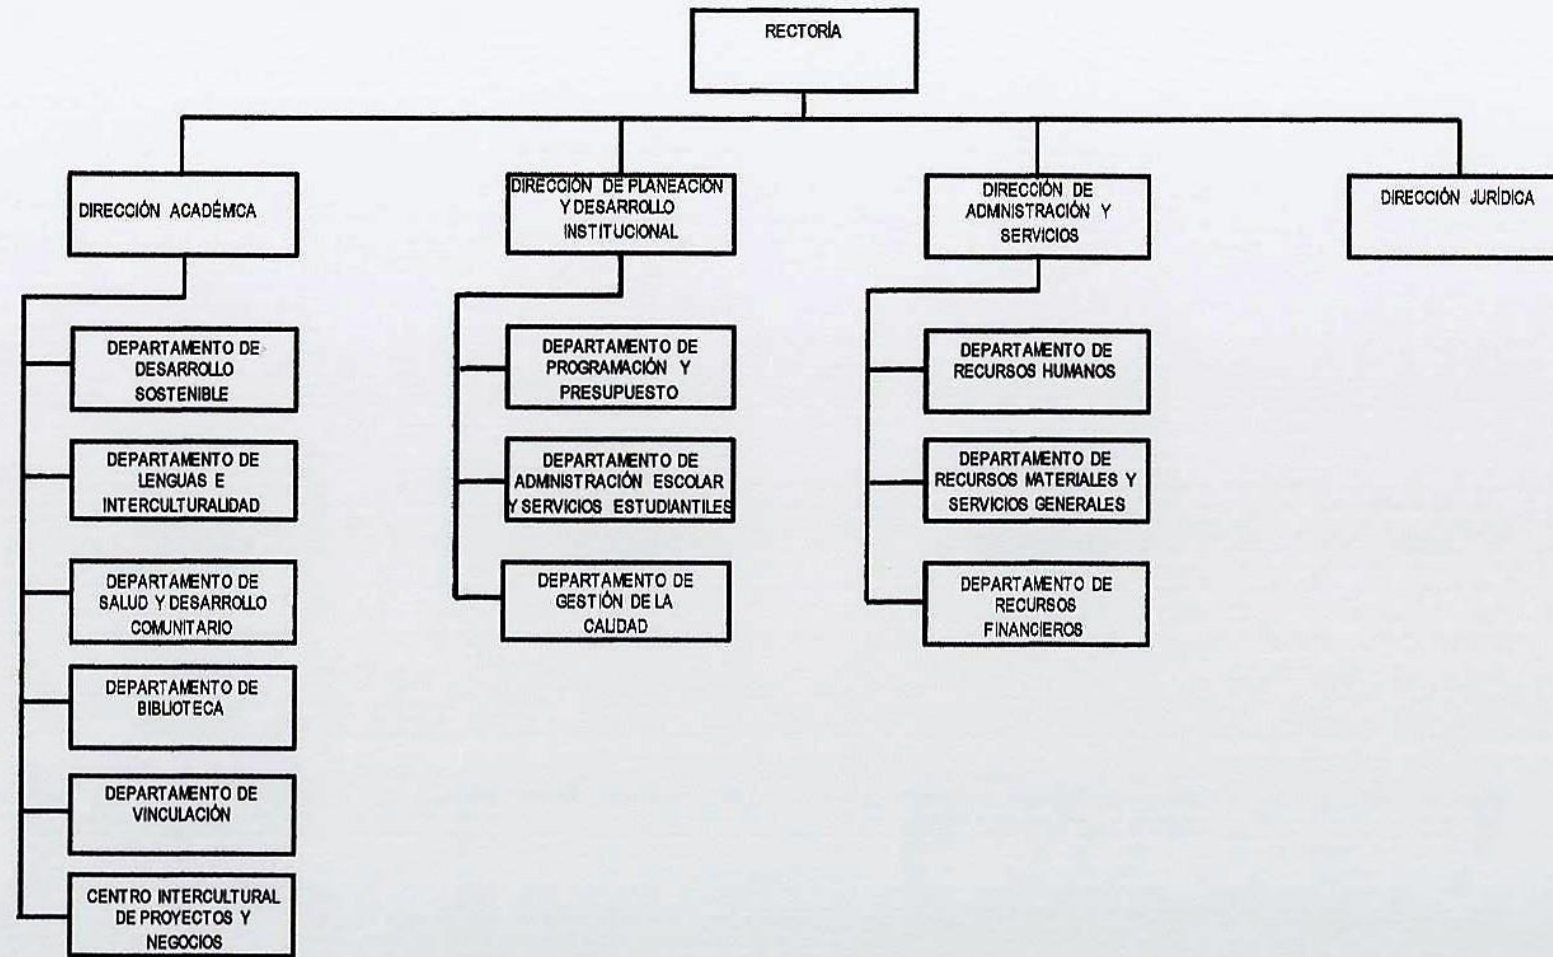 RECTORÍA
DIRECCIÓN ACADÉMICA
DEPARTAMENTO DE
DESARROLLO
SOSTENIBLE
DEPARTAMENTO DE
LENGUAS E
INTERCULTURALIDAD
DEPARTAMENTO DE
SALUD Y DESARROLLO
COMUNITARIO
DEPARTAMENTO DE
BIBLIOTECA
DEPARTAMENTO DE
VINCULACIÓN
CENTRO INTERCULTURAL
DE PROYECTOS Y
NEGOCIOS
DIRECCIÓN DE PLANEACIÓN
Y DESARROLLO
INSTITUCIONAL
DEPARTAMENTO DE
PROGRAMACIÓN Y
PRESUPUESTO
DEPARTAMENTO DE
ADMINISTRACIÓN ESCOLAR
Y SERVICIOS ESTUDIANTILES
DEPARTAMENTO DE
GESTIÓN DE LA
CALIDAD
DIRECCIÓN DE
ADMINISTRACIÓN Y
SERVICIOS
DEPARTAMENTO DE
RECURSOS HUMANOS
DEPARTAMENTO DE
RECURSOS MATERIALES Y
SERVICIOS GENERALES
DEPARTAMENTO DE
RECURSOS
FINANCIEROS
DIRECCIÓN JURÍDICA